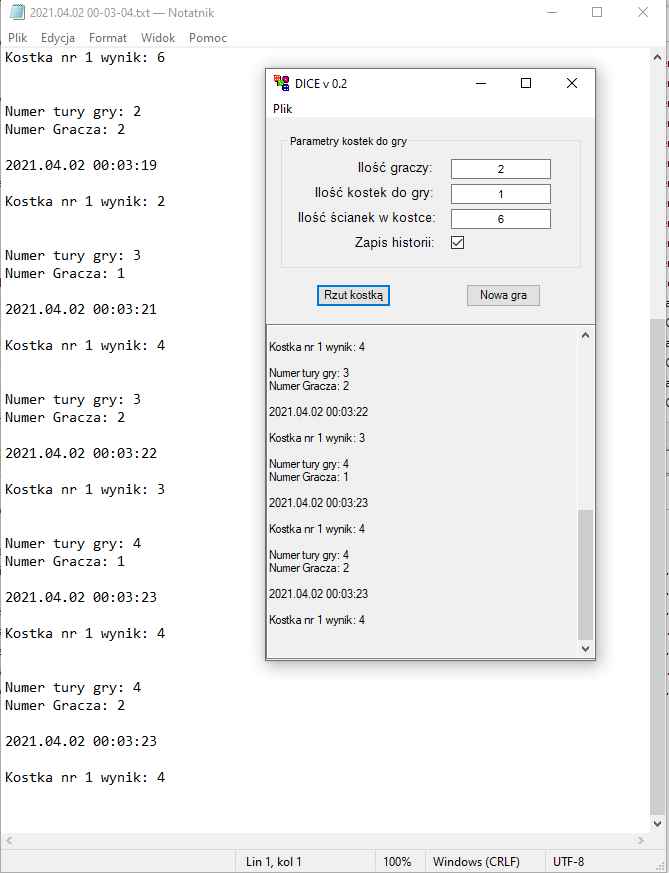 2021.04.02 00-03-04.txt — Notatnik
Plik Edycja Format Widok Pomoc
Kostka nr 1 wynik: 6
Numer tury gry: 2
Numer Gracza: 2
2021.04.02 00:03:19
Kostka nr 1 wynik: 2
Numer tury gry: 3
Numer Gracza: 1
2021.04.02 00:03:21
Kostka nr 1 wynik: 4
Numer tury gry: 3
Numer Gracza: 2
2021.04.02 00:03:22
Kostka nr 1 wynik: 3
Numer tury gry: 4
Numer Gracza: 1
2021.04.02 00:03:23
Kostka nr 1 wynik: 4
Numer tury gry: 4
Numer Gracza: 2
2021.04.02 00:03:23
Kostka nr 1 wynik: 4
DICE v 0.2
Plik
Parametry kostek do gry
Ilość graczy: 2
Ilość kostek do gry: 1
Ilość ścianek w kostce: 6
Zapis historii:
Rzut kostką Nowa gra
Kostka nr 1 wynik: 4
Numer tury gry: 3
Numer Gracza: 2
2021.04.02 00:03:22
Kostka nr 1 wynik: 3
Numer tury gry: 4
Numer Gracza: 1
2021.04.02 00:03:23
Kostka nr 1 wynik: 4
Numer tury gry: 4
Numer Gracza: 2
2021.04.02 00:03:23
Kostka nr 1 wynik: 4
Lin 1, kol 1 100% Windows (CRLF) UTF-8